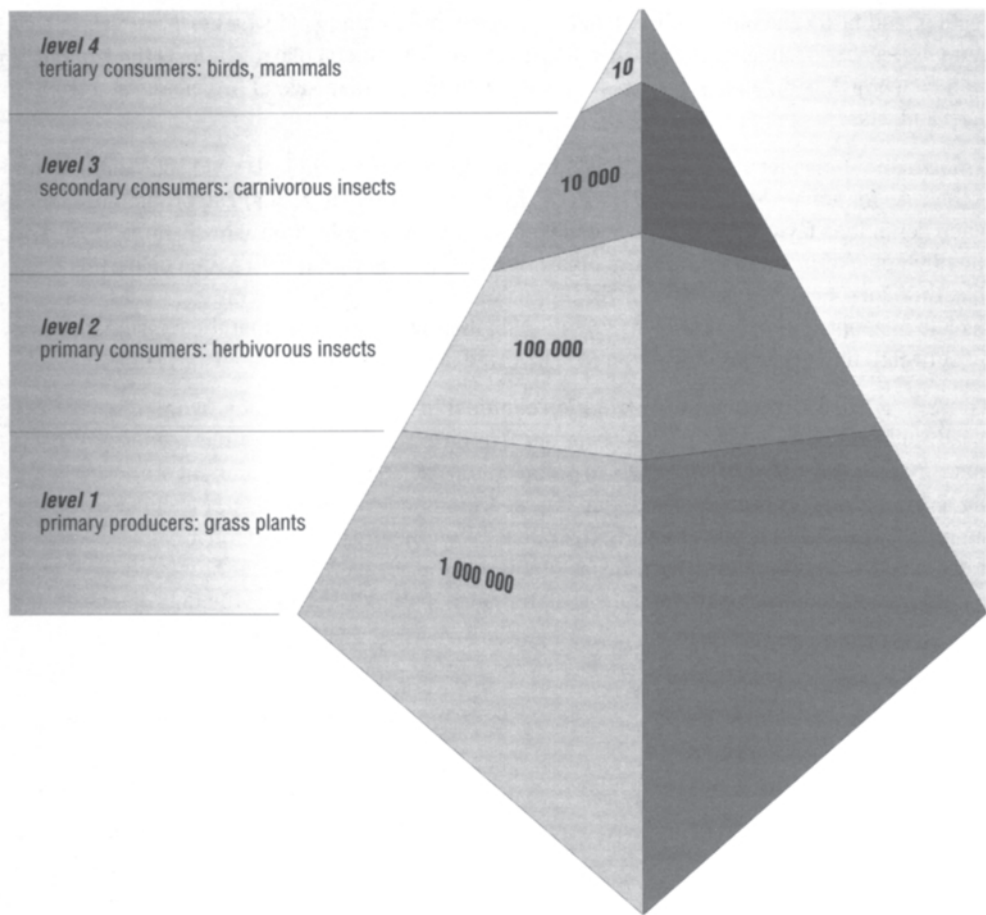 level 4
tertiary consumers: birds, mammals
10
level 3
secondary consumers: carnivorous insects
10 000
level 2
primary consumers: herbivorous insects
100 000
level 1
primary producers: grass plants
1 000 000